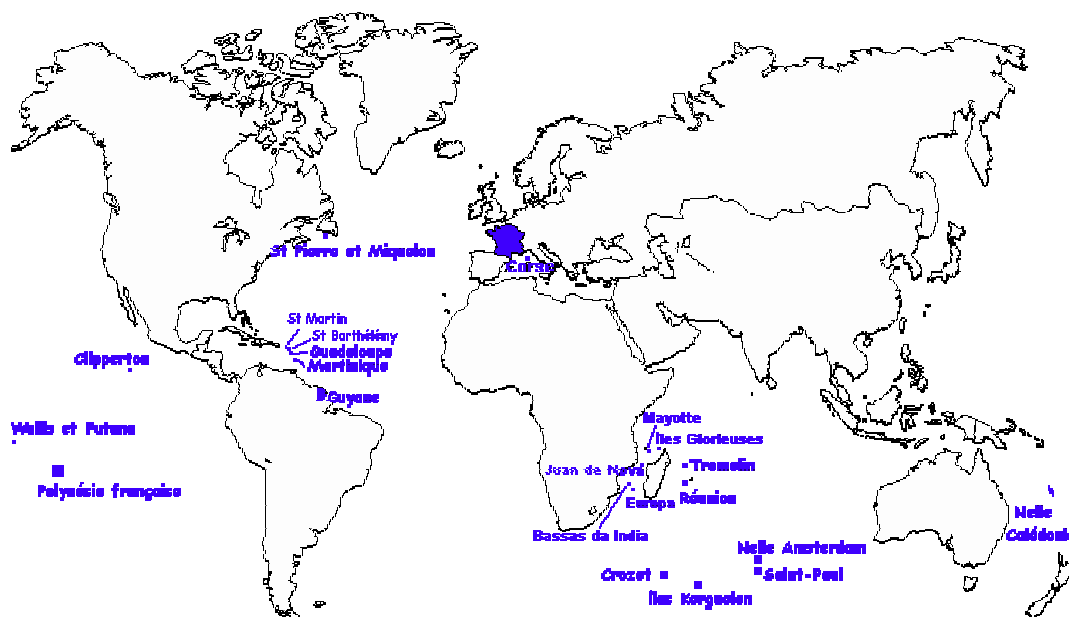 St Pierre et Miquelon
Corse
St Martin
St Barthélémy
Guadeloupe
Martinique
Clipperton
Guyane
Wallis et Futuna
Polynésie française
Mayotte
Îles Glorieuses
Juan de Nova
Tromelin
Europa
Réunion
Bassas da India
Nelle
Calédonie
Nelle Amsterdam
Saint-Paul
Crozet
Îles Kerguelen